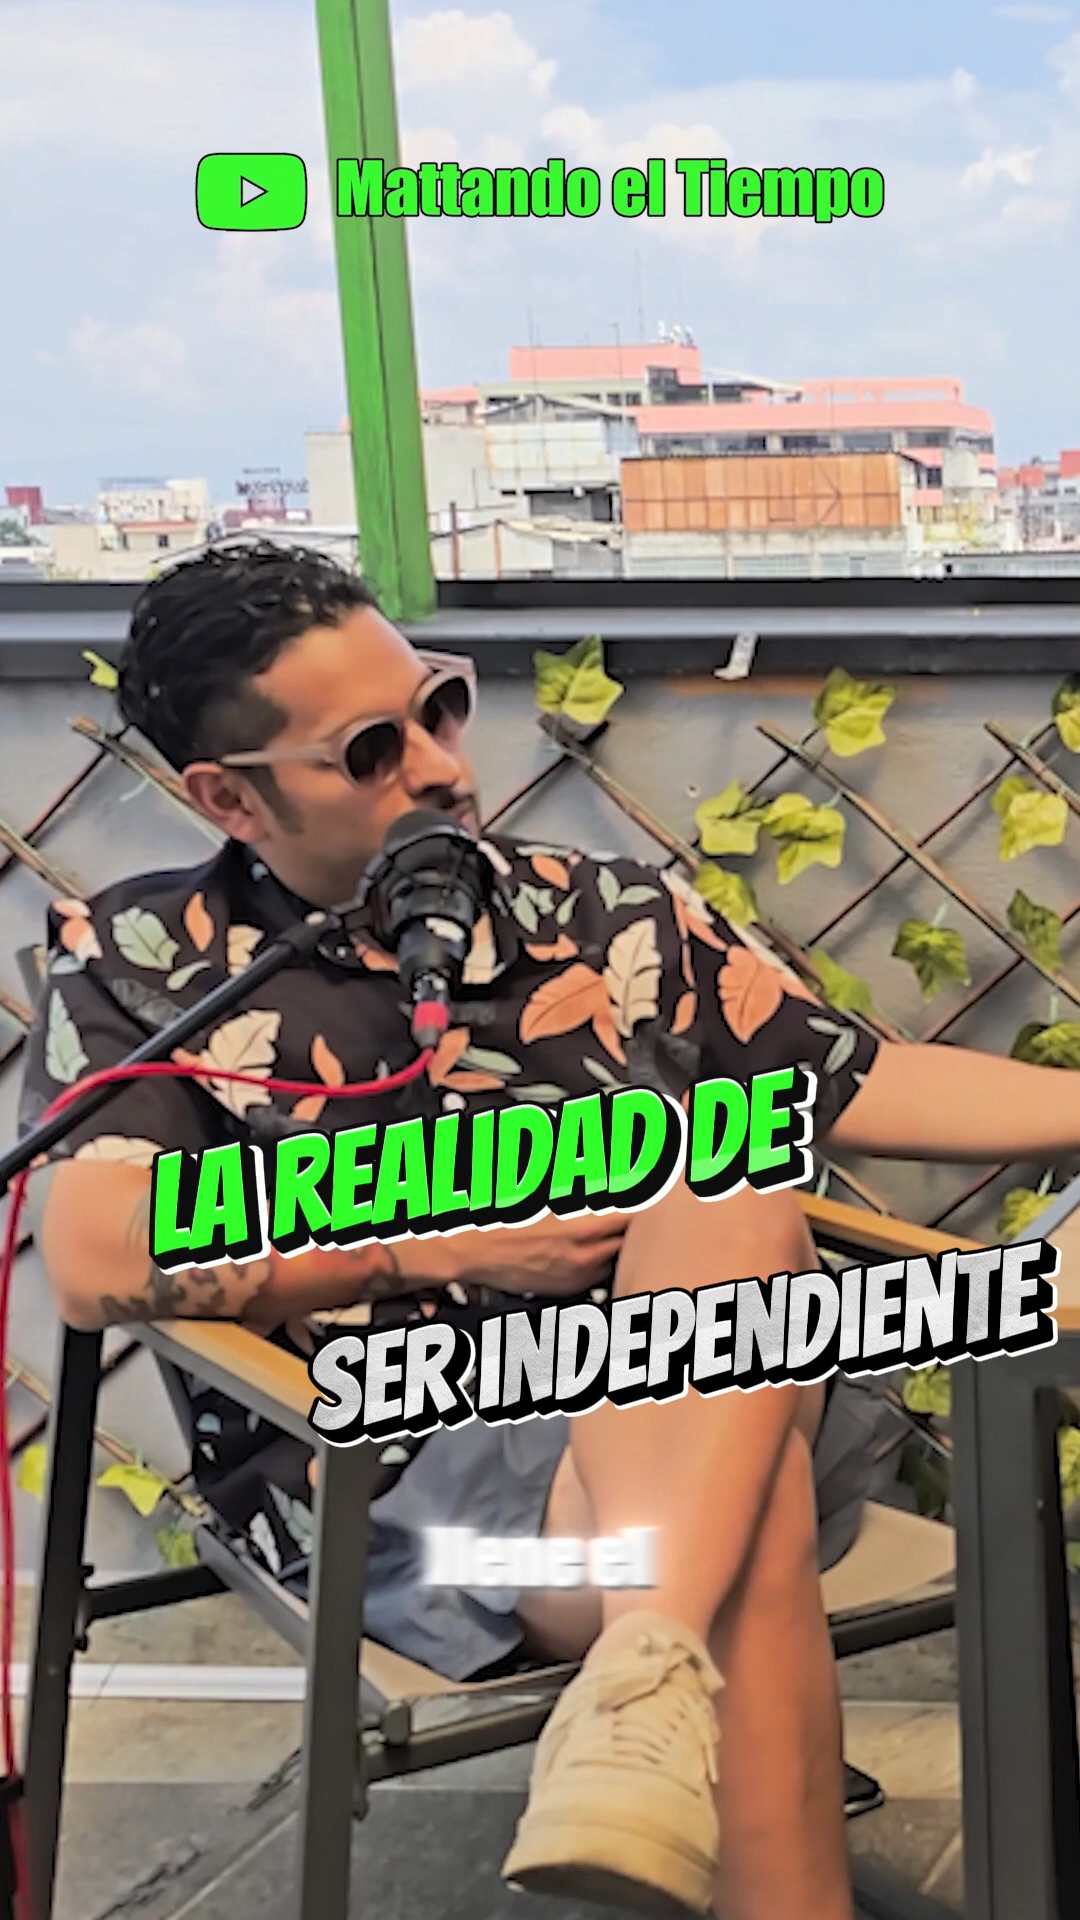 Mattando el Tiempo
LA REALIDAD DE
SER INDEPENDIENTE
tiene el